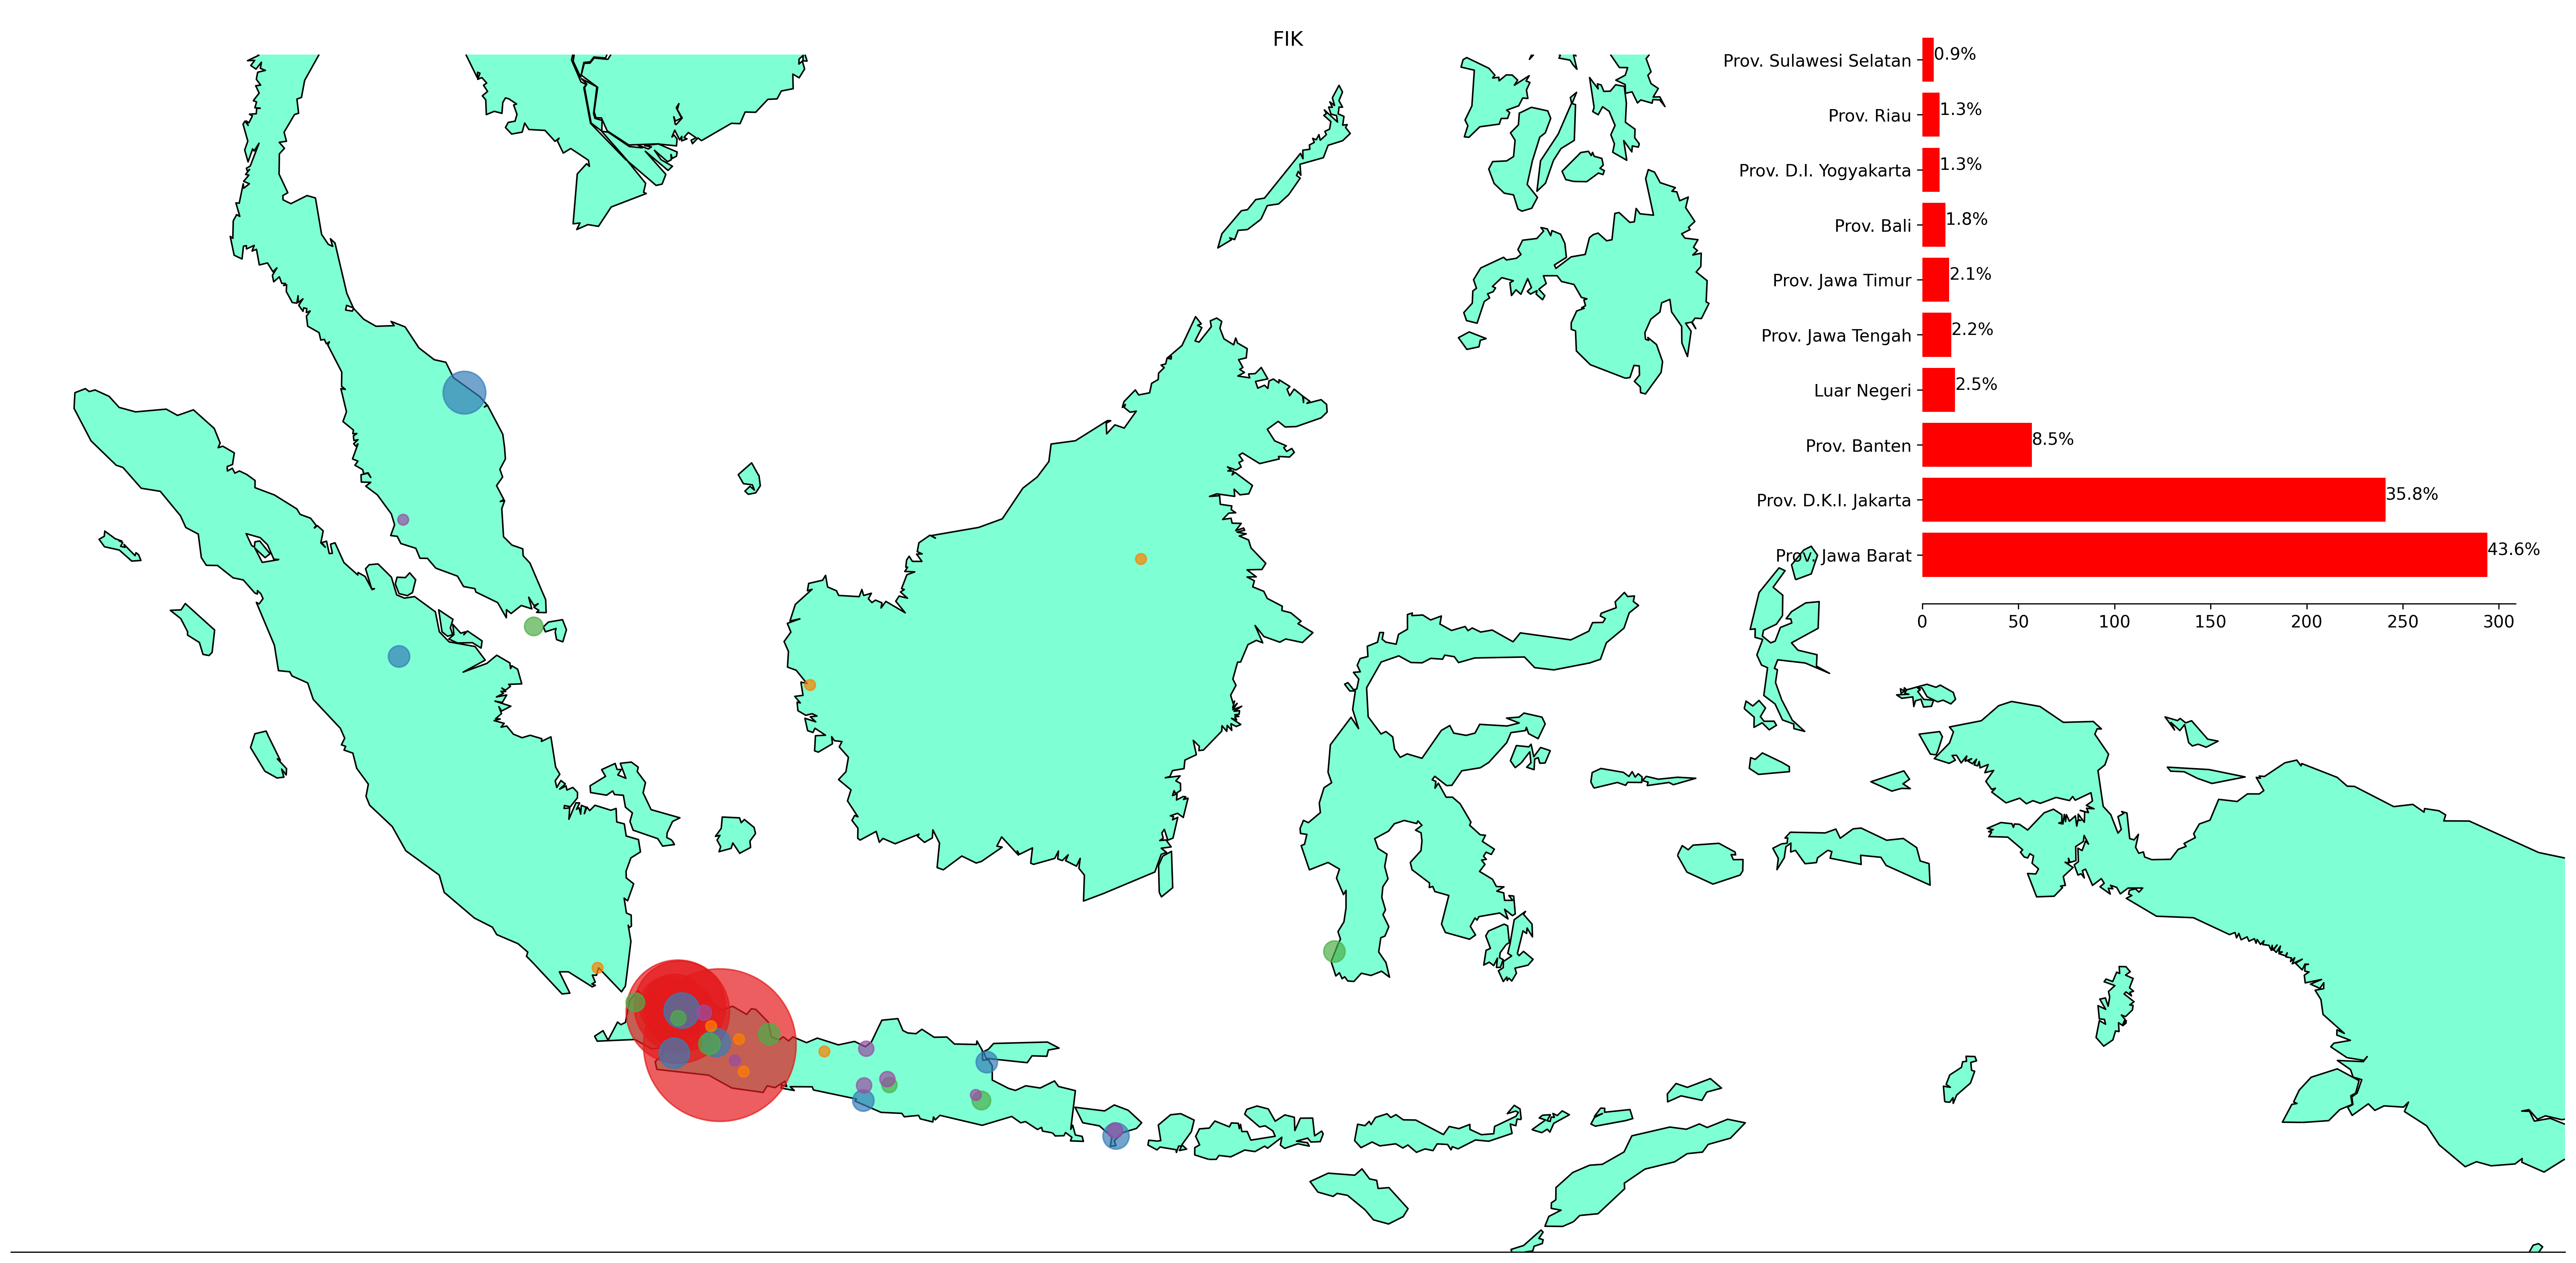 FIK
Prov. Sulawesi Selatan 0.9%
Prov. Riau 1.3%
Prov. D.I. Yogyakarta 1.3%
Prov. Bali 1.8%
Prov. Jawa Timur 2.1%
Prov. Jawa Tengah 2.2%
Luar Negeri 2.5%
Prov. Banten 8.5%
Prov. D.K.I. Jakarta 35.8%
Prov. Jawa Barat 43.6%
0 50 100 150 200 250 300